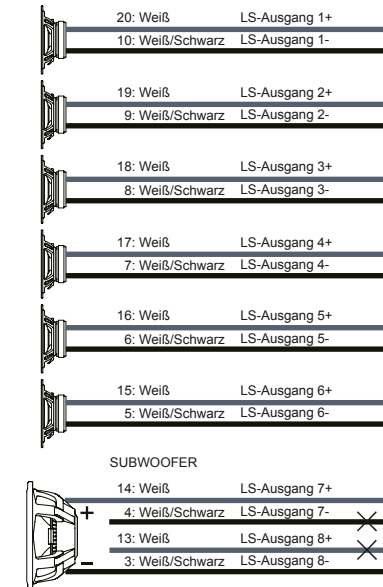 20: Weiß LS-Ausgang 1+
10: Weiß/Schwarz LS-Ausgang 1-
19: Weiß LS-Ausgang 2+
9: Weiß/Schwarz LS-Ausgang 2-
18: Weiß LS-Ausgang 3+
8: Weiß/Schwarz LS-Ausgang 3-
17: Weiß LS-Ausgang 4+
7: Weiß/Schwarz LS-Ausgang 4-
16: Weiß LS-Ausgang 5+
6: Weiß/Schwarz LS-Ausgang 5-
15: Weiß LS-Ausgang 6+
5: Weiß/Schwarz LS-Ausgang 6-
SUBWOOFER
14: Weiß LS-Ausgang 7+
+
4: Weiß/Schwarz LS-Ausgang 7-
13: Weiß LS-Ausgang 8+
–
3: Weiß/Schwarz LS-Ausgang 8-